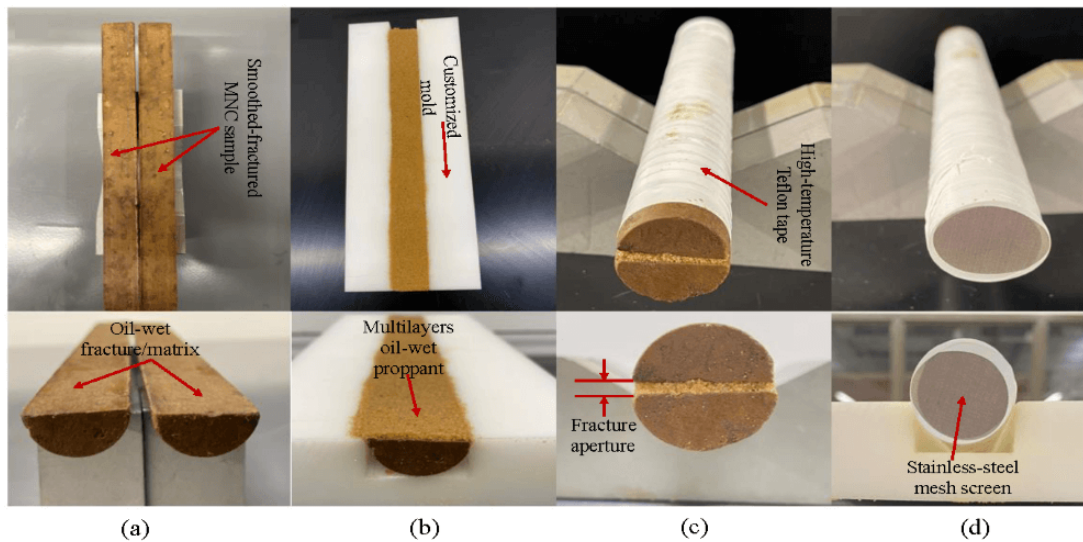 Smoothed-fractured
MNC sample
Customized
mold
High-temperature
Teflon tape
Oil-wet
fracture/matrix
Multilayers
oil-wet
proppant
Fracture
aperture
Stainless-steel
mesh screen
(a)
(b)
(c)
(d)